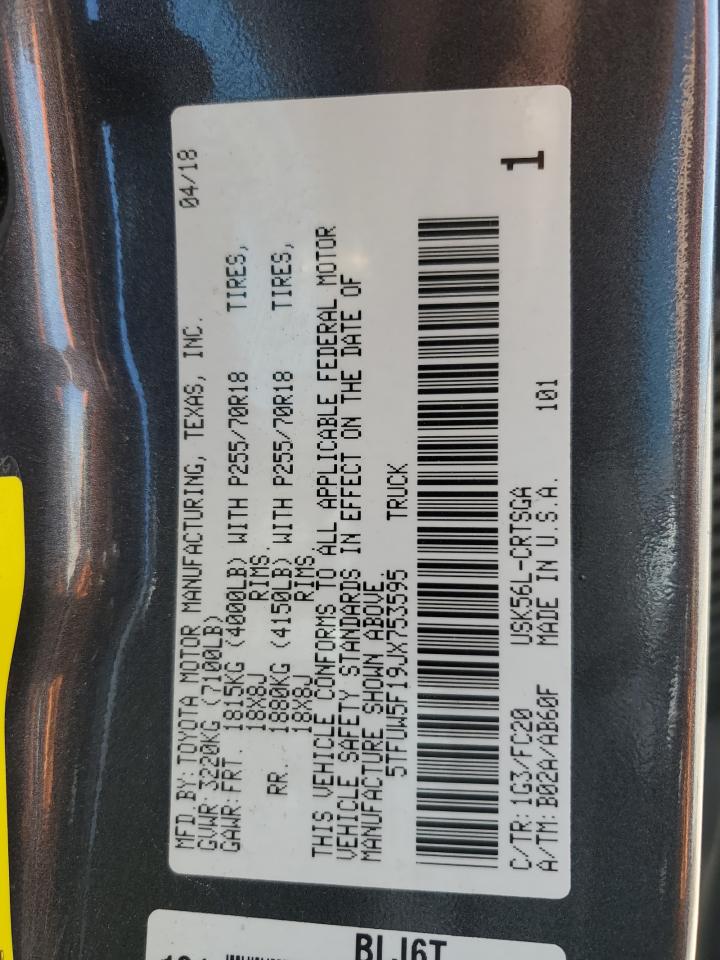 MFD.BY:TOYOTA MOTOR MANUFACTURING, TEXAS, INC. 04/18
GVWR:3220KG (7100LB)
GAWR:FRT. 1815KG (4000LB) WITH P255/70R18 TIRES,
18X8J RIMS.
RR. 1880KG (4150LB) WITH P255/70R18 TIRES,
18X8J RIMS
THIS VEHICLE CONFORMS TO ALL APPLICABLE FEDERAL MOTOR
VEHICLE SAFETY STANDARDS IN EFFECT ON THE DATE OF
MANUFACTURE SHOWN ABOVE.
5TFUW5F19JX753595 TRUCK
C/TR:1G3/FC20 USK56L-CRTSGA 101
A/TM:B02A/AB60F MADE IN U.S.A.
1